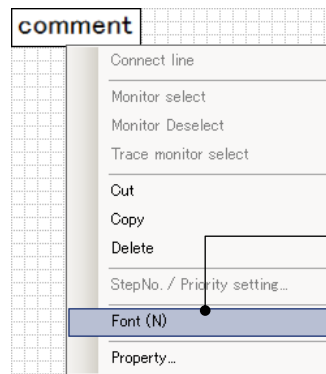 comment
Connect line
Monitor select
Monitor Deselect
Trace monitor select
Cut
Copy
Delete
StepNo. / Priority setting...
Font (N)
Property...